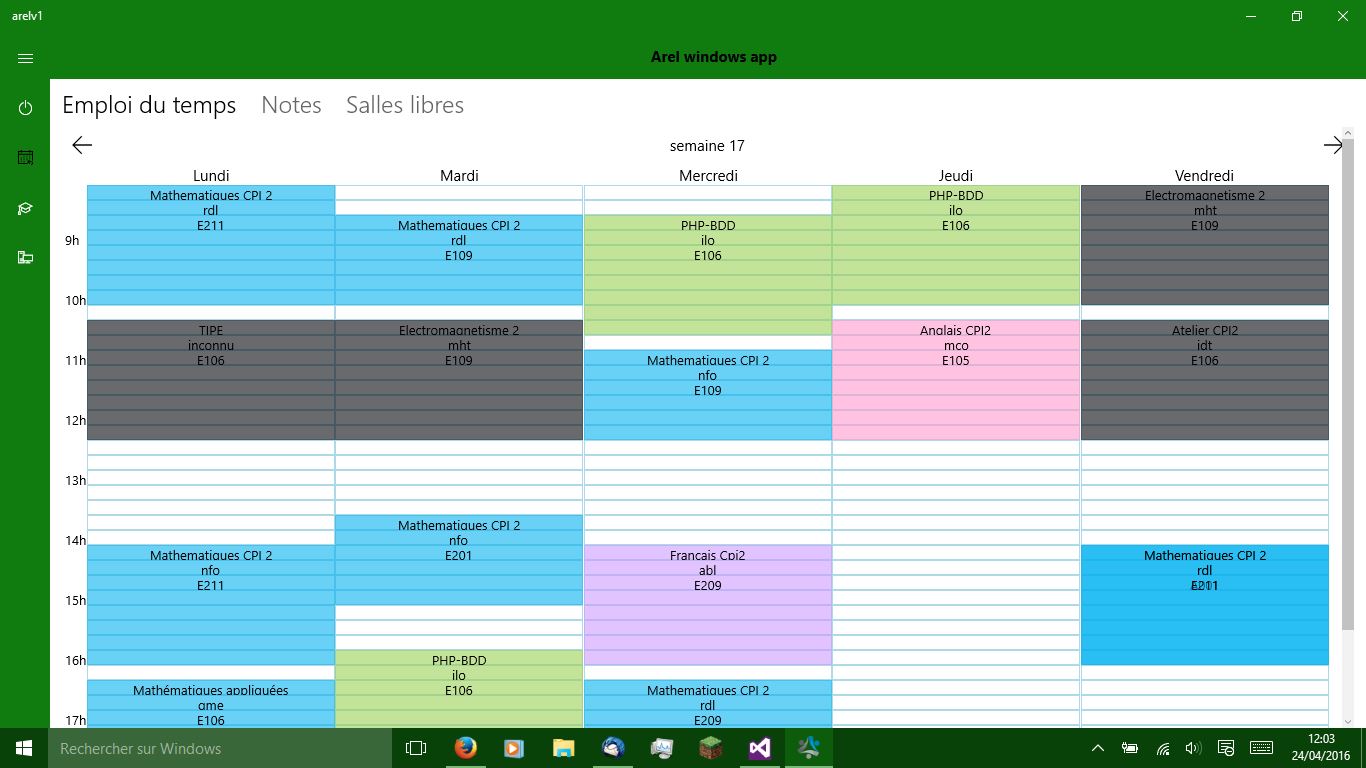 arelv1
Arel windows app
Emploi du temps Notes Salles libres
semaine 17
Lundi Mardi Mercredi Jeudi Vendredi
Mathematiques CPI 2
rdl
E211
TIPE
inconnu
E106
Mathematiques CPI 2
nfo
E211
Mathématiques appliquées
gme
E106
Mathematiques CPI 2
rdl
E109
Electromagnetisme 2
mht
E109
Mathematiques CPI 2
nfo
E201
PHP-BDD
ilo
E106
PHP-BDD
ilo
E106
Mathematiques CPI 2
nfo
E109
Francais Cpi2
abl
E209
Mathematiques CPI 2
rdl
E209
PHP-BDD
ilo
E106
Anglais CPI2
mco
E105
Electromagnetisme 2
mht
E109
Atelier CPI2
idt
E106
Mathematiques CPI 2
rdl
9h
10h
11h
12h
13h
14h
15h
16h
17h
Rechercher sur Windows
12:03
24/04/2016